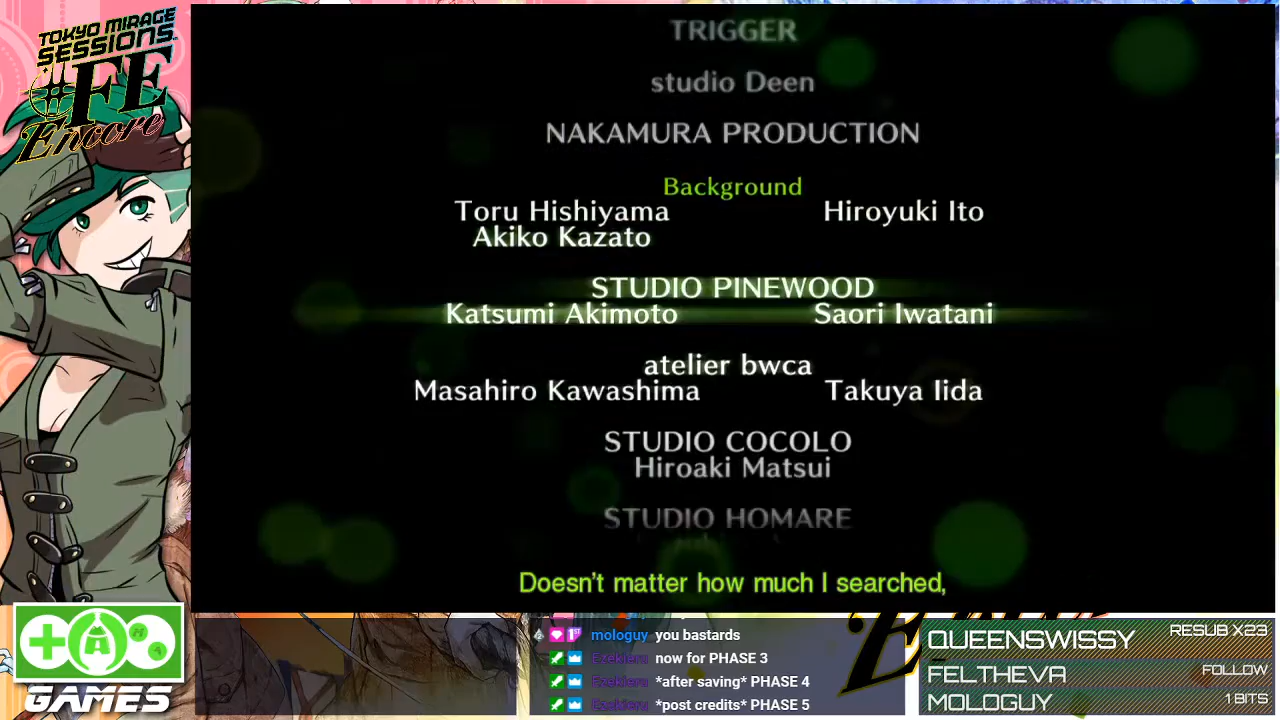 TOKYO MIRAGE
SESSIONS
#FE
Encore
TRIGGER
studio Deen
NAKAMURA PRODUCTION
Background
Toru Hishiyama Hiroyuki Ito
Akiko Kazato
STUDIO PINEWOOD
Katsumi Akimoto Saori Iwatani
atelier bwca
Masahiro Kawashima Takuya Iida
STUDIO COCOLO
Hiroaki Matsui
STUDIO HOMARE
Doesn't matter how much I searched,
GAMES
mologuy you bastards
Ezekieru now for PHASE 3
Ezekieru *after saving* PHASE 4
Ezekieru *post credits* PHASE 5
QUEENSWISSY RESUB X23
FELTHEVA FOLLOW
MOLOGUY 1 BITS